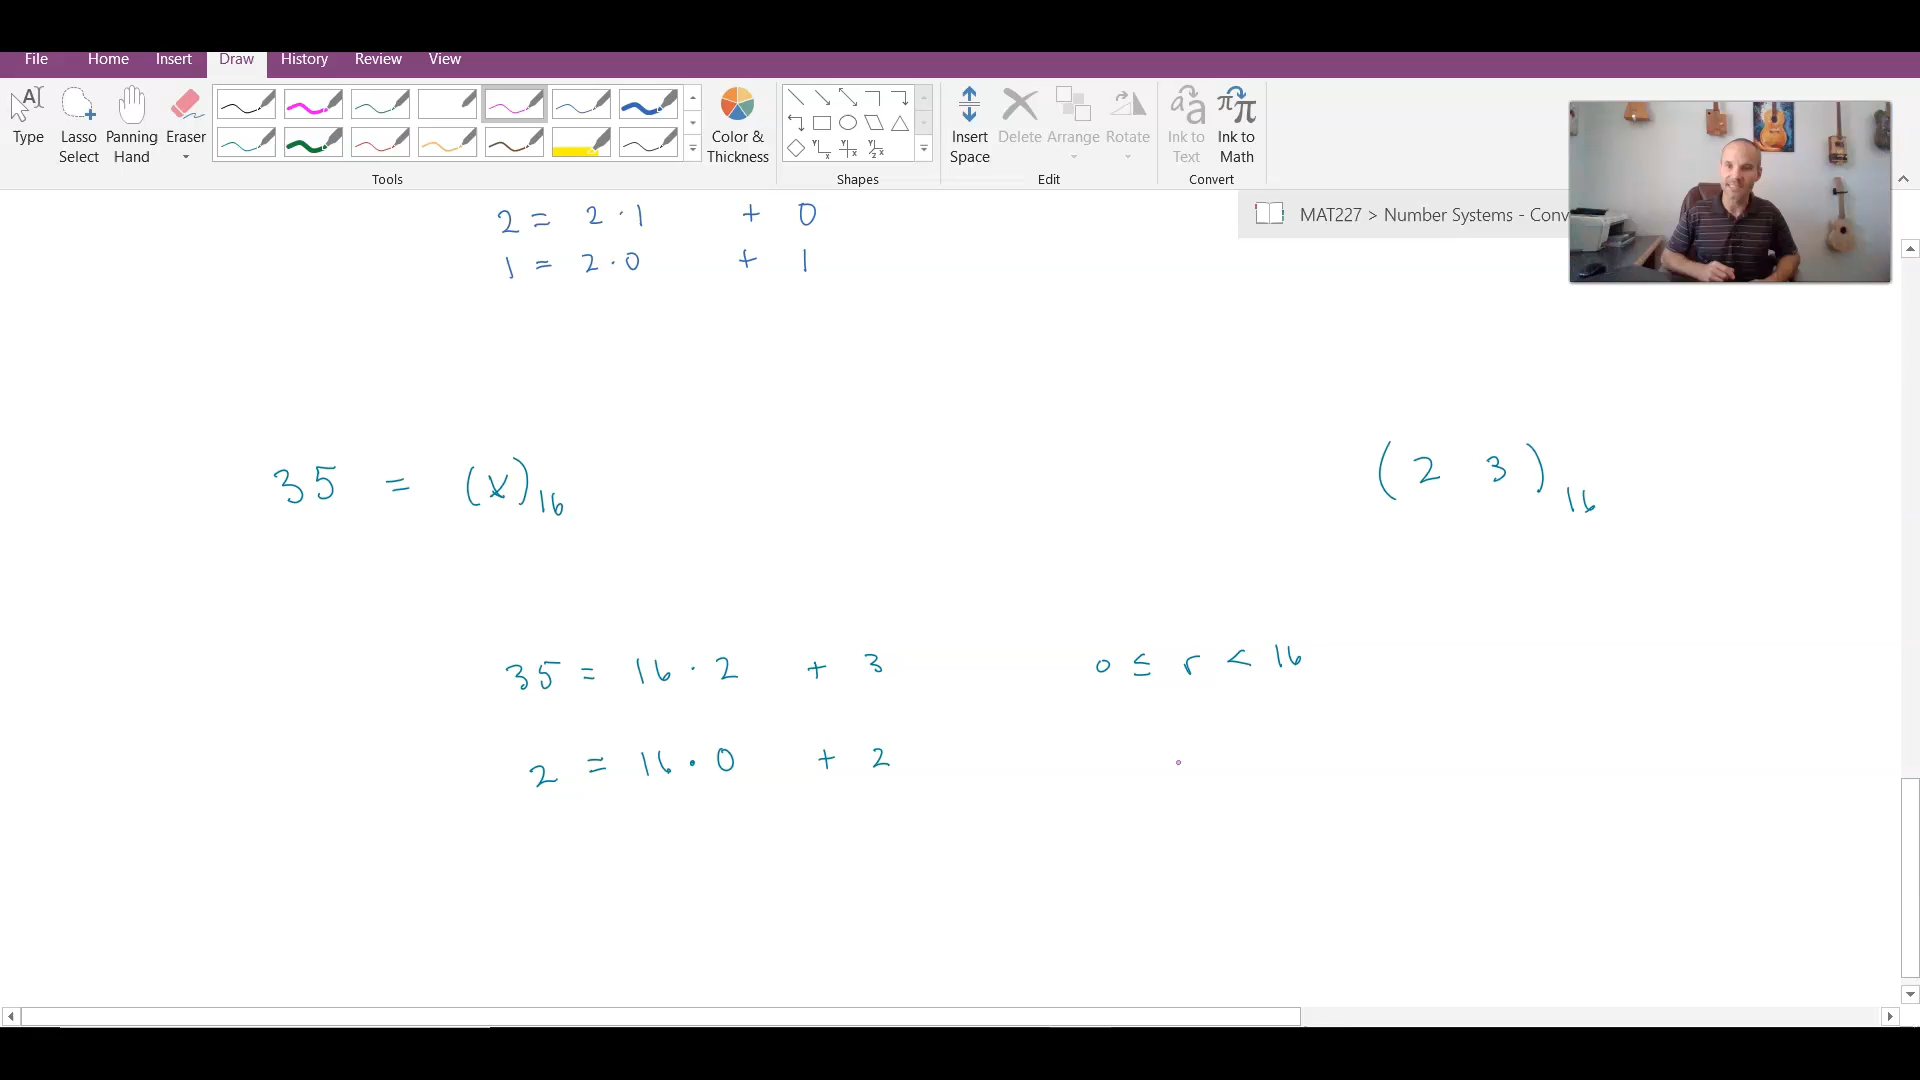 File Home Insert Draw History Review View
Type
Lasso Select
Panning Hand
Eraser
Color & Thickness
Insert Space
Delete
Arrange
Rotate
Ink to Text
Ink to Math
Tools Shapes Edit Convert
MAT227 > Number Systems - Conv
2 = 2 · 1 + 0
1 = 2 · 0 + 1
35 = (x)₁₆ (2 3)₁₆
35 = 16 · 2 + 3 0 ≤ r < 16
2 = 16 · 0 + 2